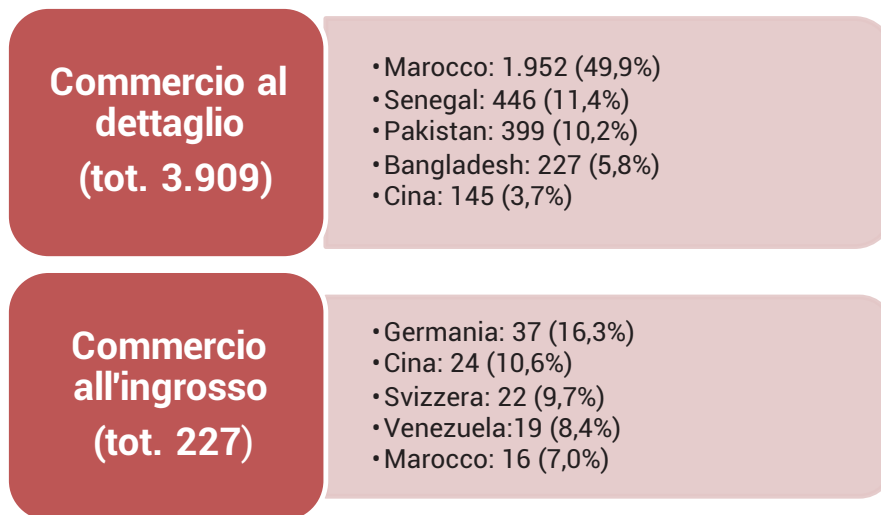 Commercio al
dettaglio
(tot. 3.909)
•Marocco: 1.952 (49,9%)
•Senegal: 446 (11,4%)
•Pakistan: 399 (10,2%)
•Bangladesh: 227 (5,8%)
•Cina: 145 (3,7%)
Commercio
all'ingrosso
(tot. 227)
•Germania: 37 (16,3%)
•Cina: 24 (10,6%)
•Svizzera: 22 (9,7%)
•Venezuela:19 (8,4%)
•Marocco: 16 (7,0%)